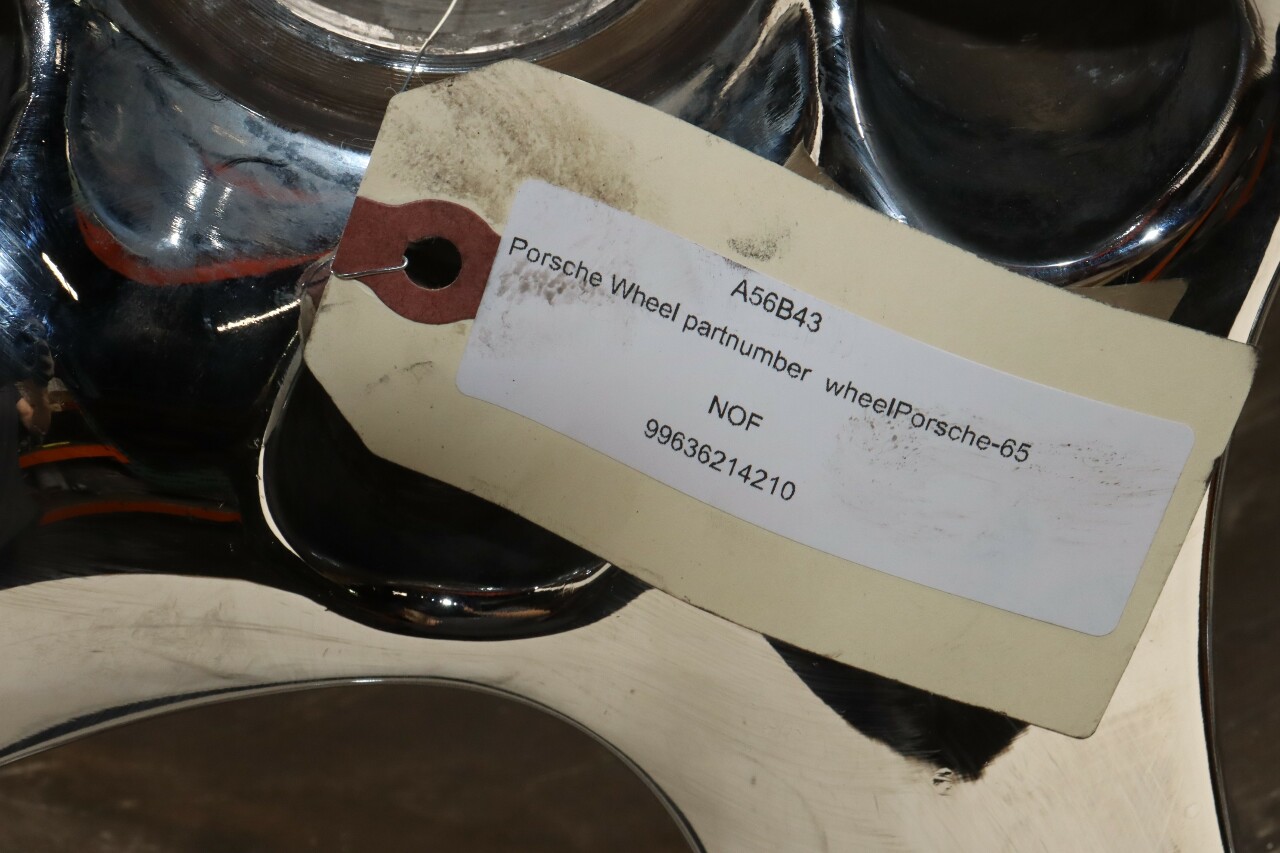 A56B43
Porsche Wheel partnumber wheelPorsche-65
NOF
99636214210